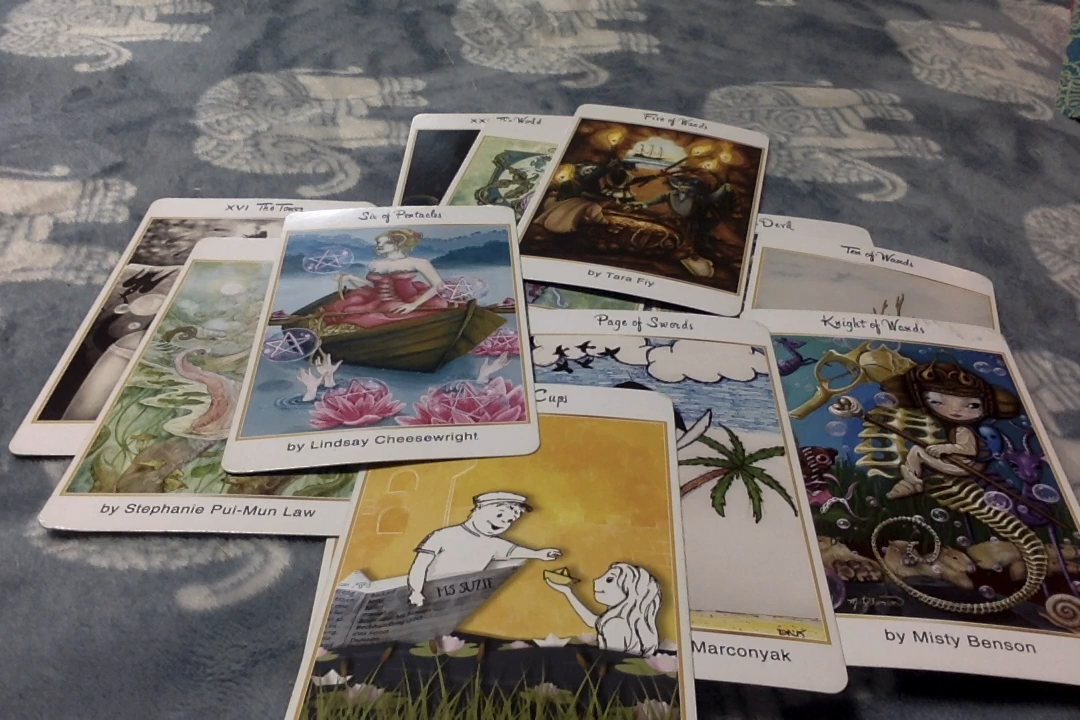 XXI The World
Five of Wands
by Tara Fly
XVI The Tower
Six of Pentacles
by Lindsay Cheesewright
by Stephanie Pui-Mun Law
Devil
Ten of Wands
Page of Swords
Marconyak
Knight of Wands
by Misty Benson
Cups
MS SUZIE